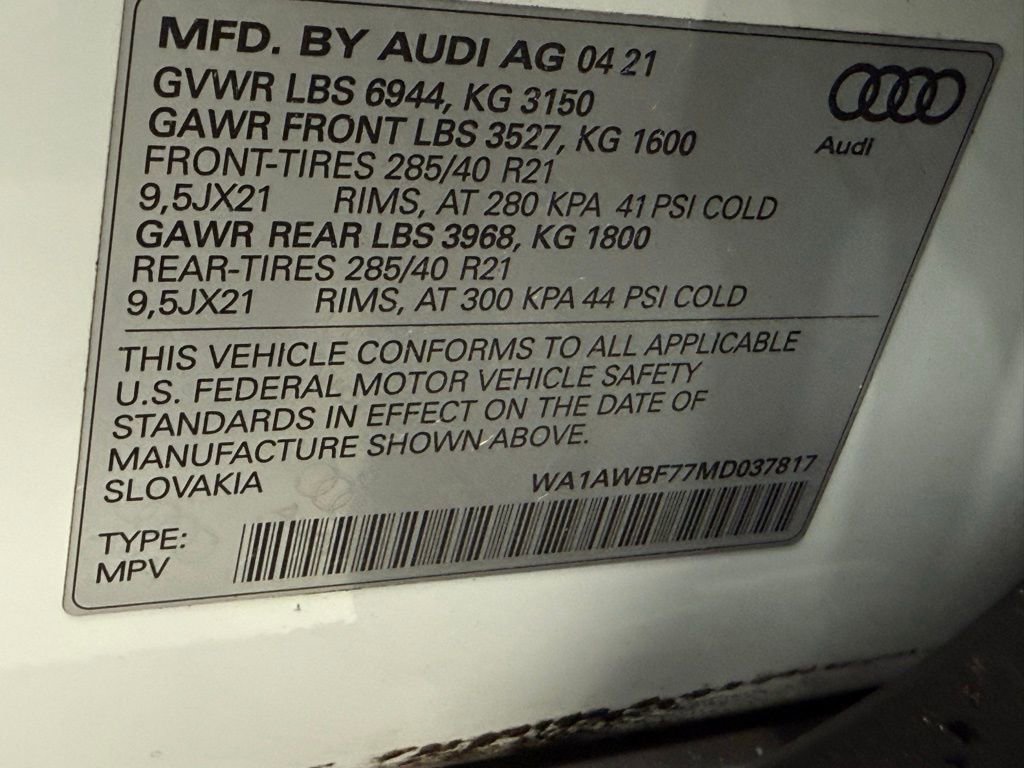 MFD. BY AUDI AG 04 21
GVWR LBS 6944, KG 3150
GAWR FRONT LBS 3527, KG 1600
FRONT-TIRES 285/40 R21
9,5JX21 RIMS, AT 280 KPA 41 PSI COLD
GAWR REAR LBS 3968, KG 1800
REAR-TIRES 285/40 R21
9,5JX21 RIMS, AT 300 KPA 44 PSI COLD
Audi
THIS VEHICLE CONFORMS TO ALL APPLICABLE
U.S. FEDERAL MOTOR VEHICLE SAFETY
STANDARDS IN EFFECT ON THE DATE OF
MANUFACTURE SHOWN ABOVE.
SLOVAKIA WA1AWBF77MD037817
TYPE:
MPV